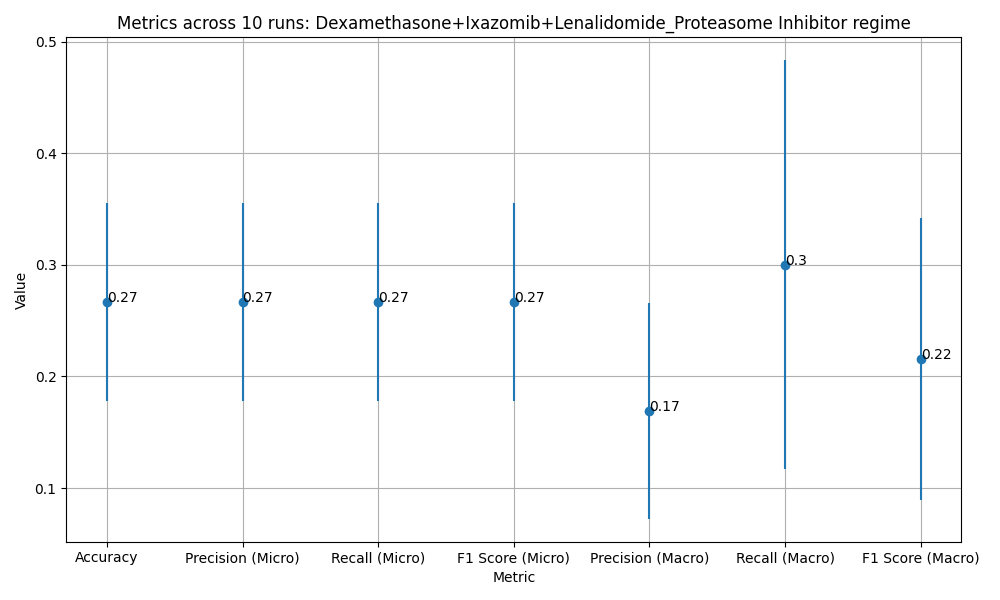 Metrics across 10 runs: Dexamethasone+Ixazomib+Lenalidomide_Proteasome Inhibitor regime
0.5
0.4
0.3
0.2
0.1
Value
0.27
0.27
0.27
0.27
0.17
0.3
0.22
Accuracy
Precision (Micro)
Recall (Micro)
F1 Score (Micro)
Precision (Macro)
Recall (Macro)
F1 Score (Macro)
Metric